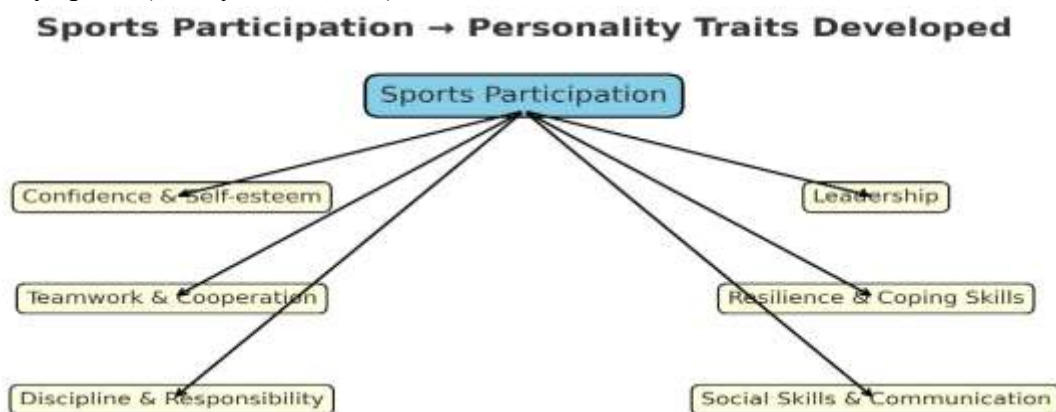 Sports Participation → Personality Traits Developed
Sports Participation
Confidence & Self-esteem
Leadership
Teamwork & Cooperation
Resilience & Coping Skills
Discipline & Responsibility
Social Skills & Communication